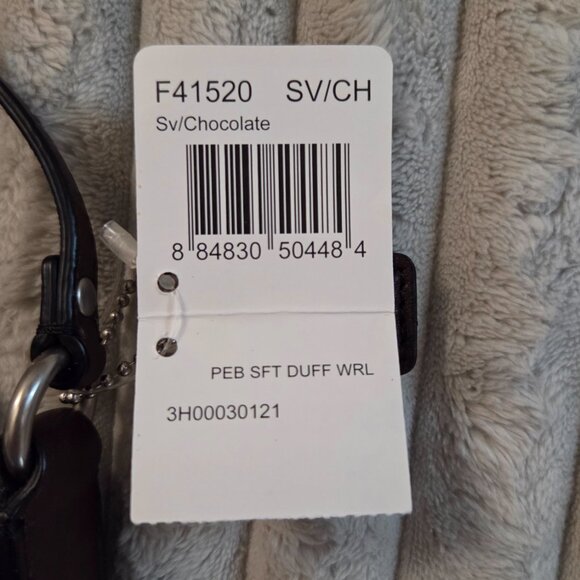 F41520 SV/CH
Sv/Chocolate
8 84830 50448 4
PEB SFT DUFF WRL
3H00030121